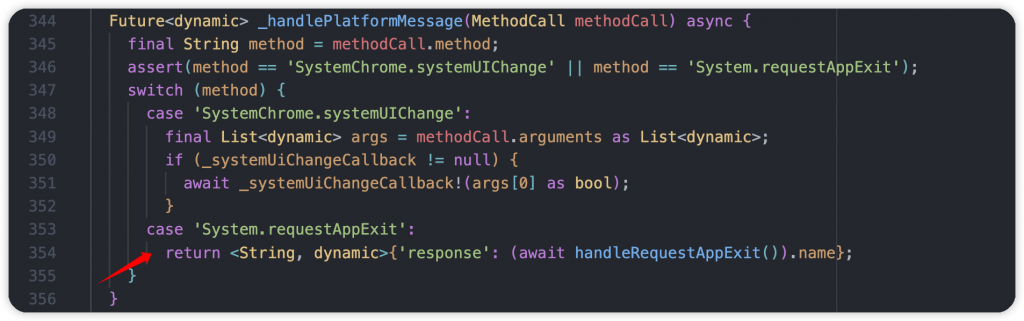 344 Future<dynamic> _handlePlatformMessage(MethodCall methodCall) async {
345 final String method = methodCall.method;
346 assert(method == 'SystemChrome.systemUIChange' || method == 'System.requestAppExit');
347 switch (method) {
348 case 'SystemChrome.systemUIChange':
349 final List<dynamic> args = methodCall.arguments as List<dynamic>;
350 if (_systemUiChangeCallback != null) {
351 await _systemUiChangeCallback!(args[0] as bool);
352 }
353 case 'System.requestAppExit':
354 return <String, dynamic>{'response': (await handleRequestAppExit()).name};
355 }
356 }